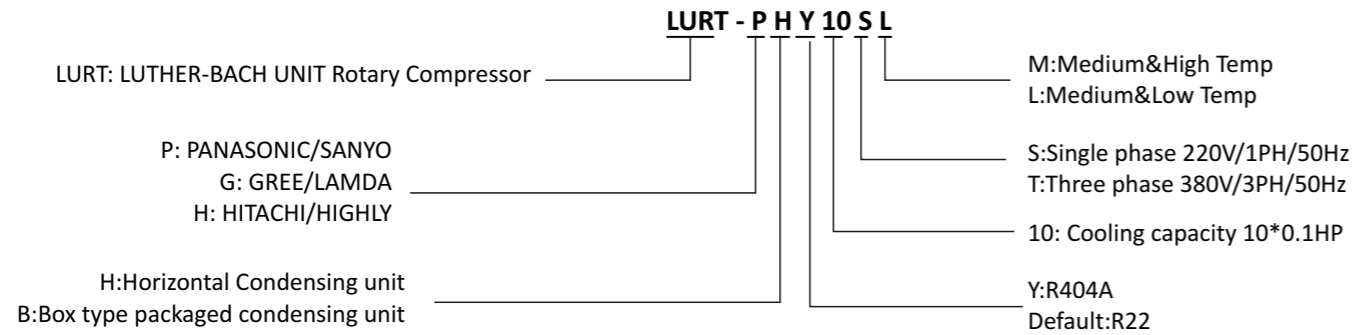 LURT - P H Y 10 S L
LURT: LUTHER-BACH UNIT Rotary Compressor
P: PANASONIC/SANYO
G: GREE/LAMDA
H: HITACHI/HIGHLY
H:Horizontal Condensing unit
B:Box type packaged condensing unit
M:Medium&High Temp
L:Medium&Low Temp
S:Single phase 220V/1PH/50Hz
T:Three phase 380V/3PH/50Hz
10: Cooling capacity 10*0.1HP
Y:R404A
Default:R22